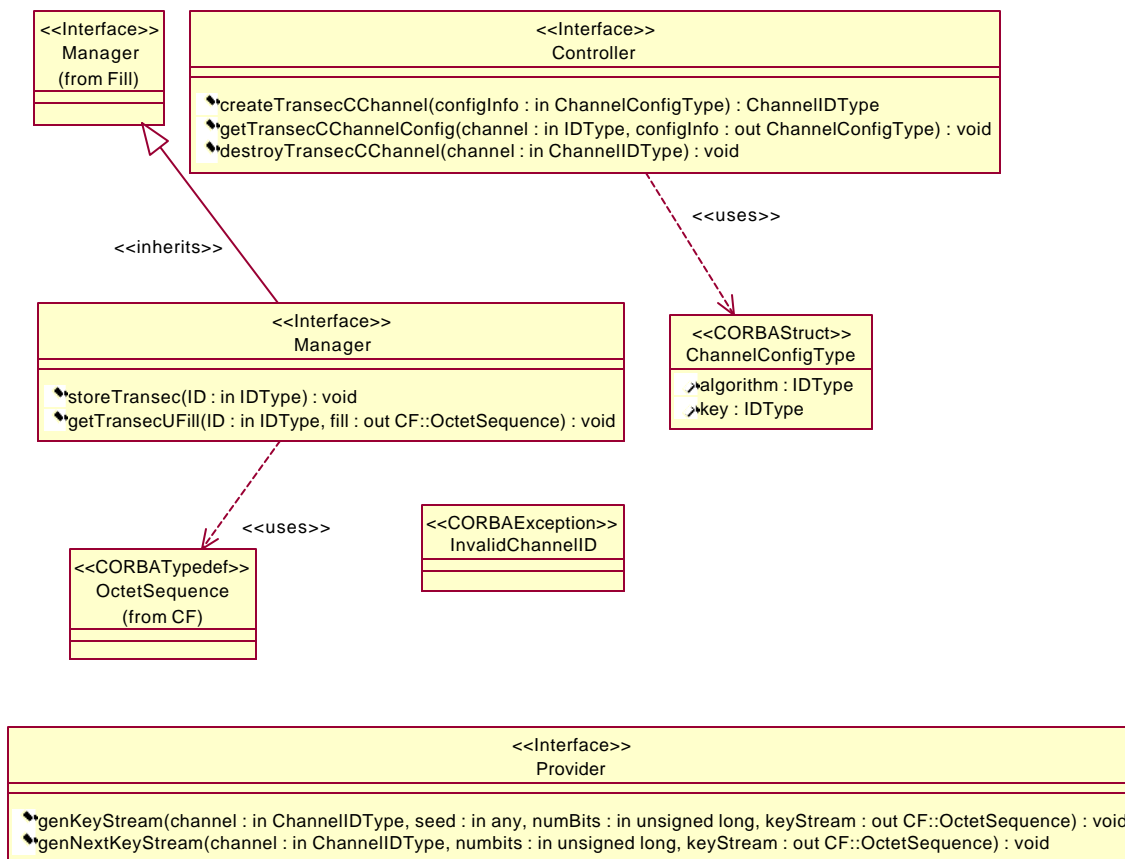 <<Interface>>
Manager
(from Fill)
<<Interface>>
Controller
createTransecCChannel(configInfo : in ChannelConfigType) : ChannelIDType
getTransecCChannelConfig(channel : in IDType, configInfo : out ChannelConfigType) : void
destroyTransecCChannel(channel : in ChannelIDType) : void
<<uses>>
<<inherits>>
<<Interface>>
Manager
storeTransec(ID : in IDType) : void
getTransecUFill(ID : in IDType, fill : out CF::OctetSequence) : void
<<CORBAStruct>>
ChannelConfigType
algorithm : IDType
key : IDType
<<uses>>
<<CORBATypedef>>
OctetSequence
(from CF)
<<CORBAException>>
InvalidChannelID
<<Interface>>
Provider
genKeyStream(channel : in ChannelIDType, seed : in any, numBits : in unsigned long, keyStream : out CF::OctetSequence) : void
genNextKeyStream(channel : in ChannelIDType, numbits : in unsigned long, keyStream : out CF::OctetSequence) : void